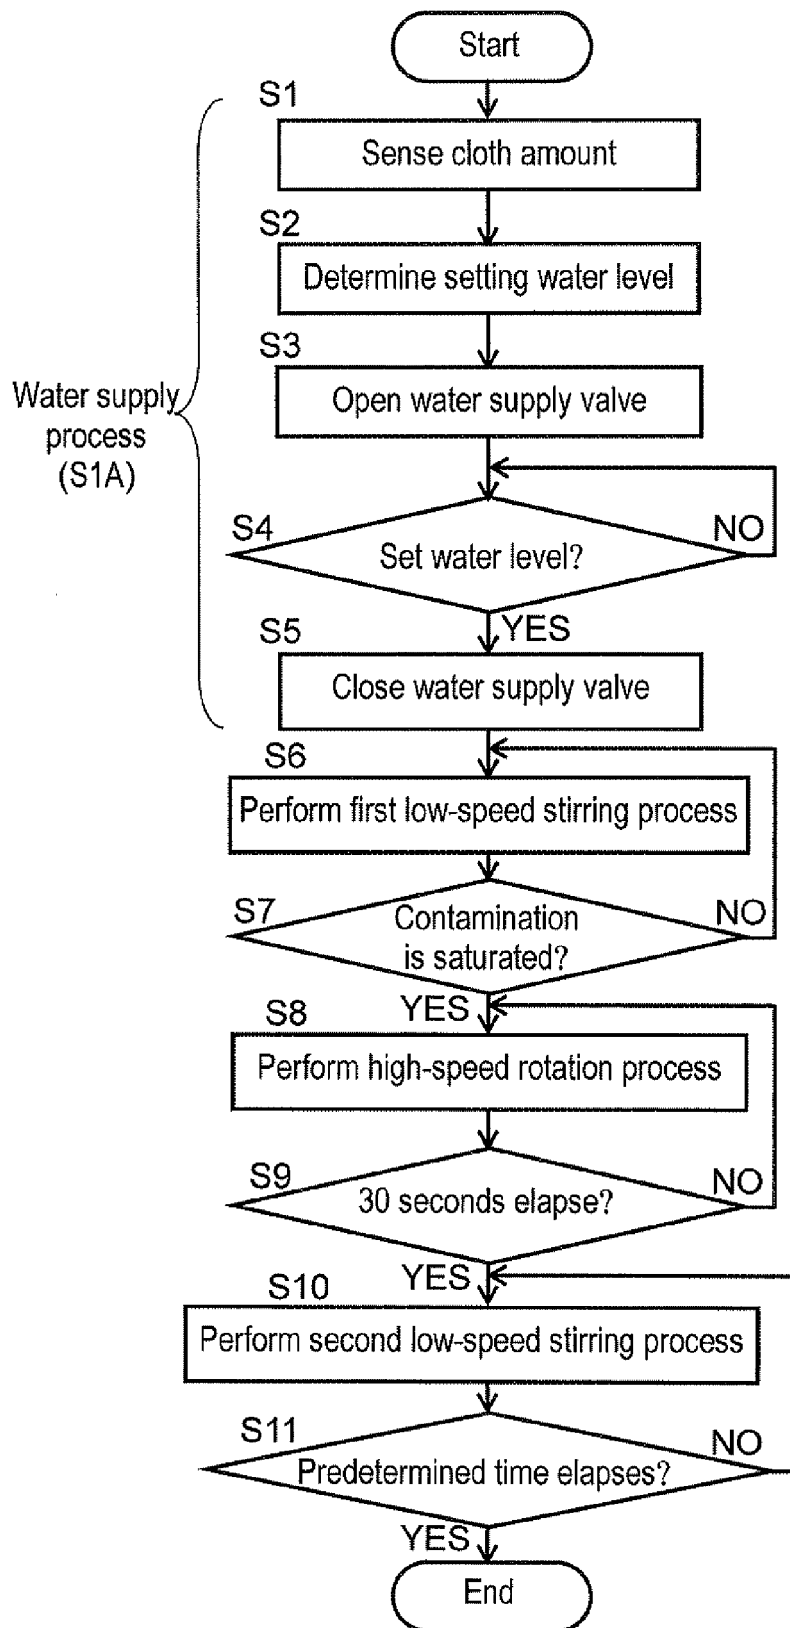 Start
S1
Sense cloth amount
S2
Determine setting water level
S3
Open water supply valve
Water supply
process
(S1A)
S4
NO
Set water level?
YES
S5
Close water supply valve
S6
Perform first low-speed stirring process
S7
NO
Contamination
is saturated?
YES
S8
Perform high-speed rotation process
S9
NO
30 seconds elapse?
YES
S10
Perform second low-speed stirring process
S11
NO
Predetermined time elapses?
YES
End